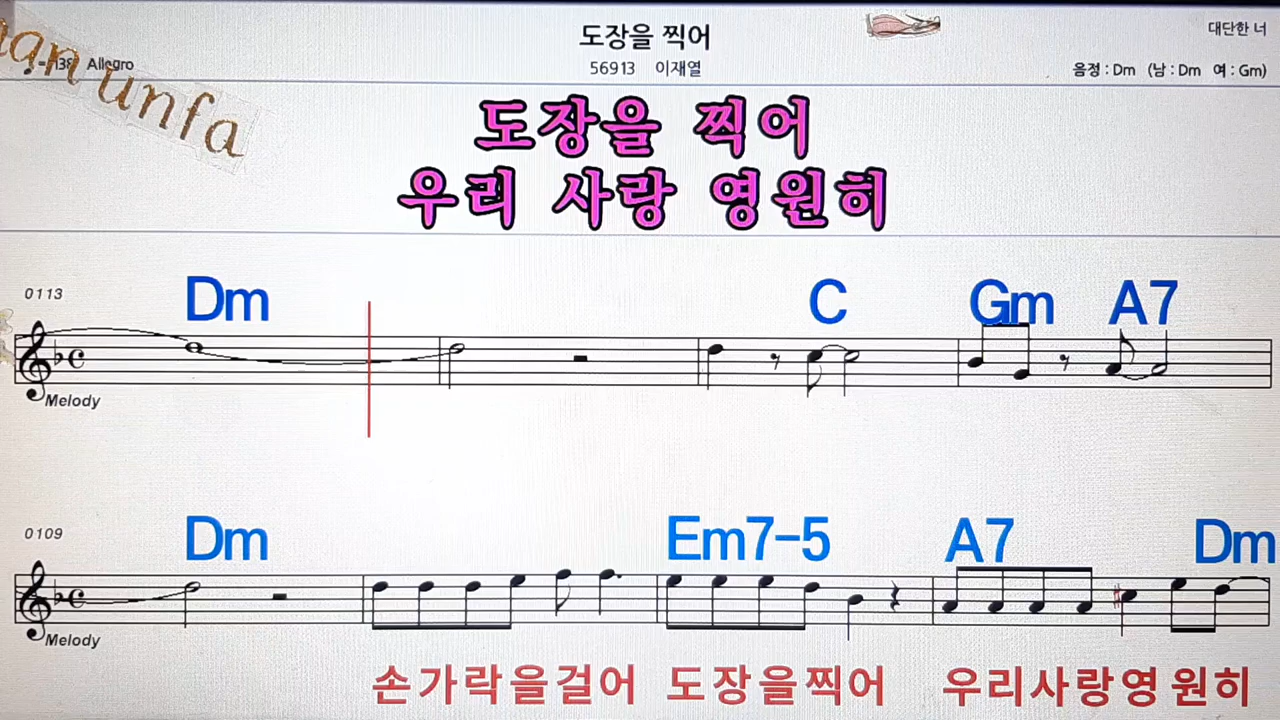 도장을 찍어
대단한 너
56913 이재열
138 Allegro
음정 : Dm (남 : Dm 여 : Gm)
unfa
도장을 찍어
우리 사랑 영원히
0113
Dm C Gm A7
Melody
0109
Dm Em7-5 A7 Dm
Melody
손가락을걸어 도장을찍어 우리사랑영원히